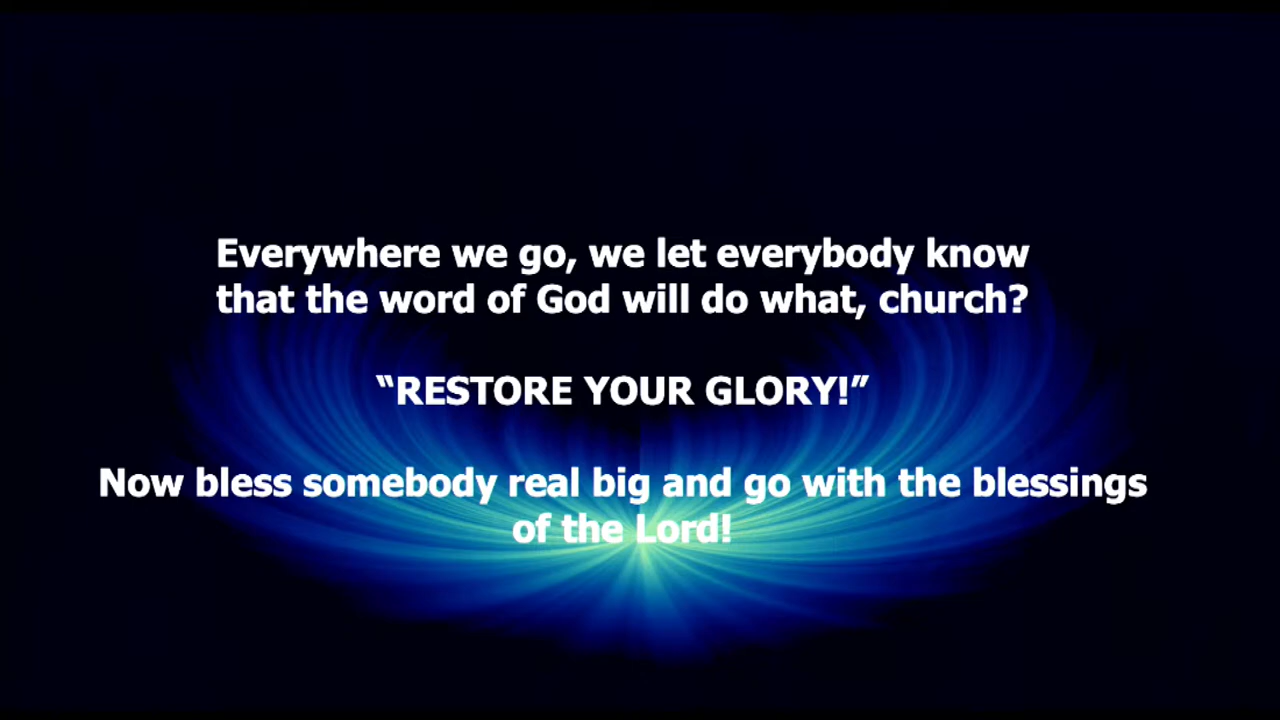 Everywhere we go, we let everybody know
that the word of God will do what, church?
“RESTORE YOUR GLORY!”
Now bless somebody real big and go with the blessings
of the Lord!